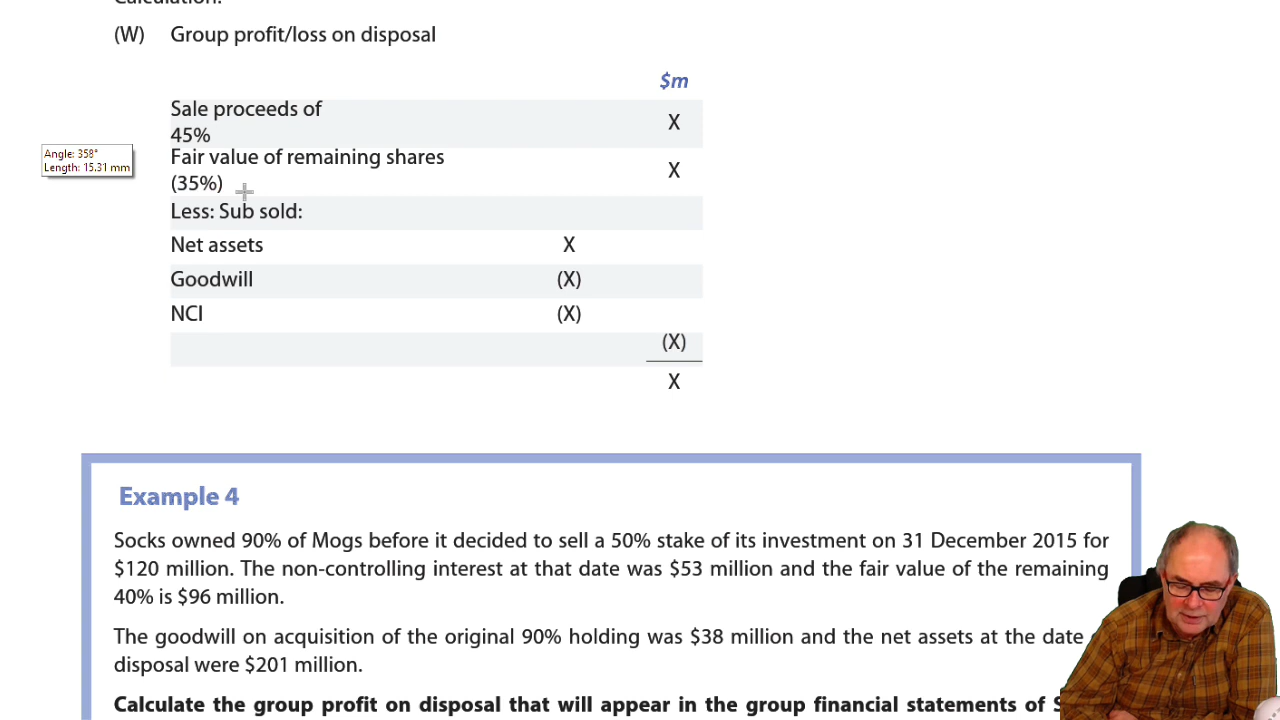 (W) Group profit/loss on disposal
$m
Sale proceeds of
45% X
Fair value of remaining shares
(35%) X
Less: Sub sold:
Net assets X
Goodwill (X)
NCI (X)
(X)
X
Angle: 358°
Length: 15.31 mm
Example 4
Socks owned 90% of Mogs before it decided to sell a 50% stake of its investment on 31 December 2015 for
$120 million. The non-controlling interest at that date was $53 million and the fair value of the remaining
40% is $96 million.
The goodwill on acquisition of the original 90% holding was $38 million and the net assets at the date
disposal were $201 million.
Calculate the group profit on disposal that will appear in the group financial statements of